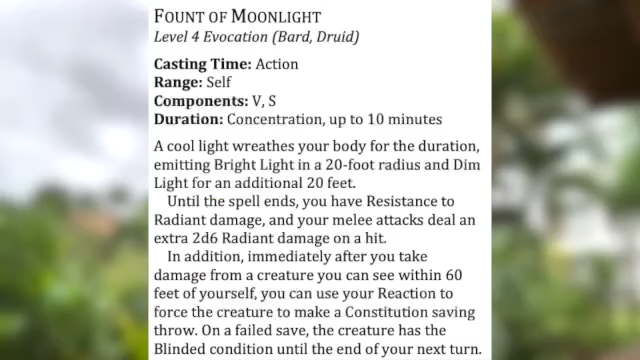 FOUNT OF MOONLIGHT
Level 4 Evocation (Bard, Druid)
Casting Time: Action
Range: Self
Components: V, S
Duration: Concentration, up to 10 minutes
A cool light wreathes your body for the duration,
emitting Bright Light in a 20-foot radius and Dim
Light for an additional 20 feet.
Until the spell ends, you have Resistance to
Radiant damage, and your melee attacks deal an
extra 2d6 Radiant damage on a hit.
In addition, immediately after you take
damage from a creature you can see within 60
feet of yourself, you can use your Reaction to
force the creature to make a Constitution saving
throw. On a failed save, the creature has the
Blinded condition until the end of your next turn.